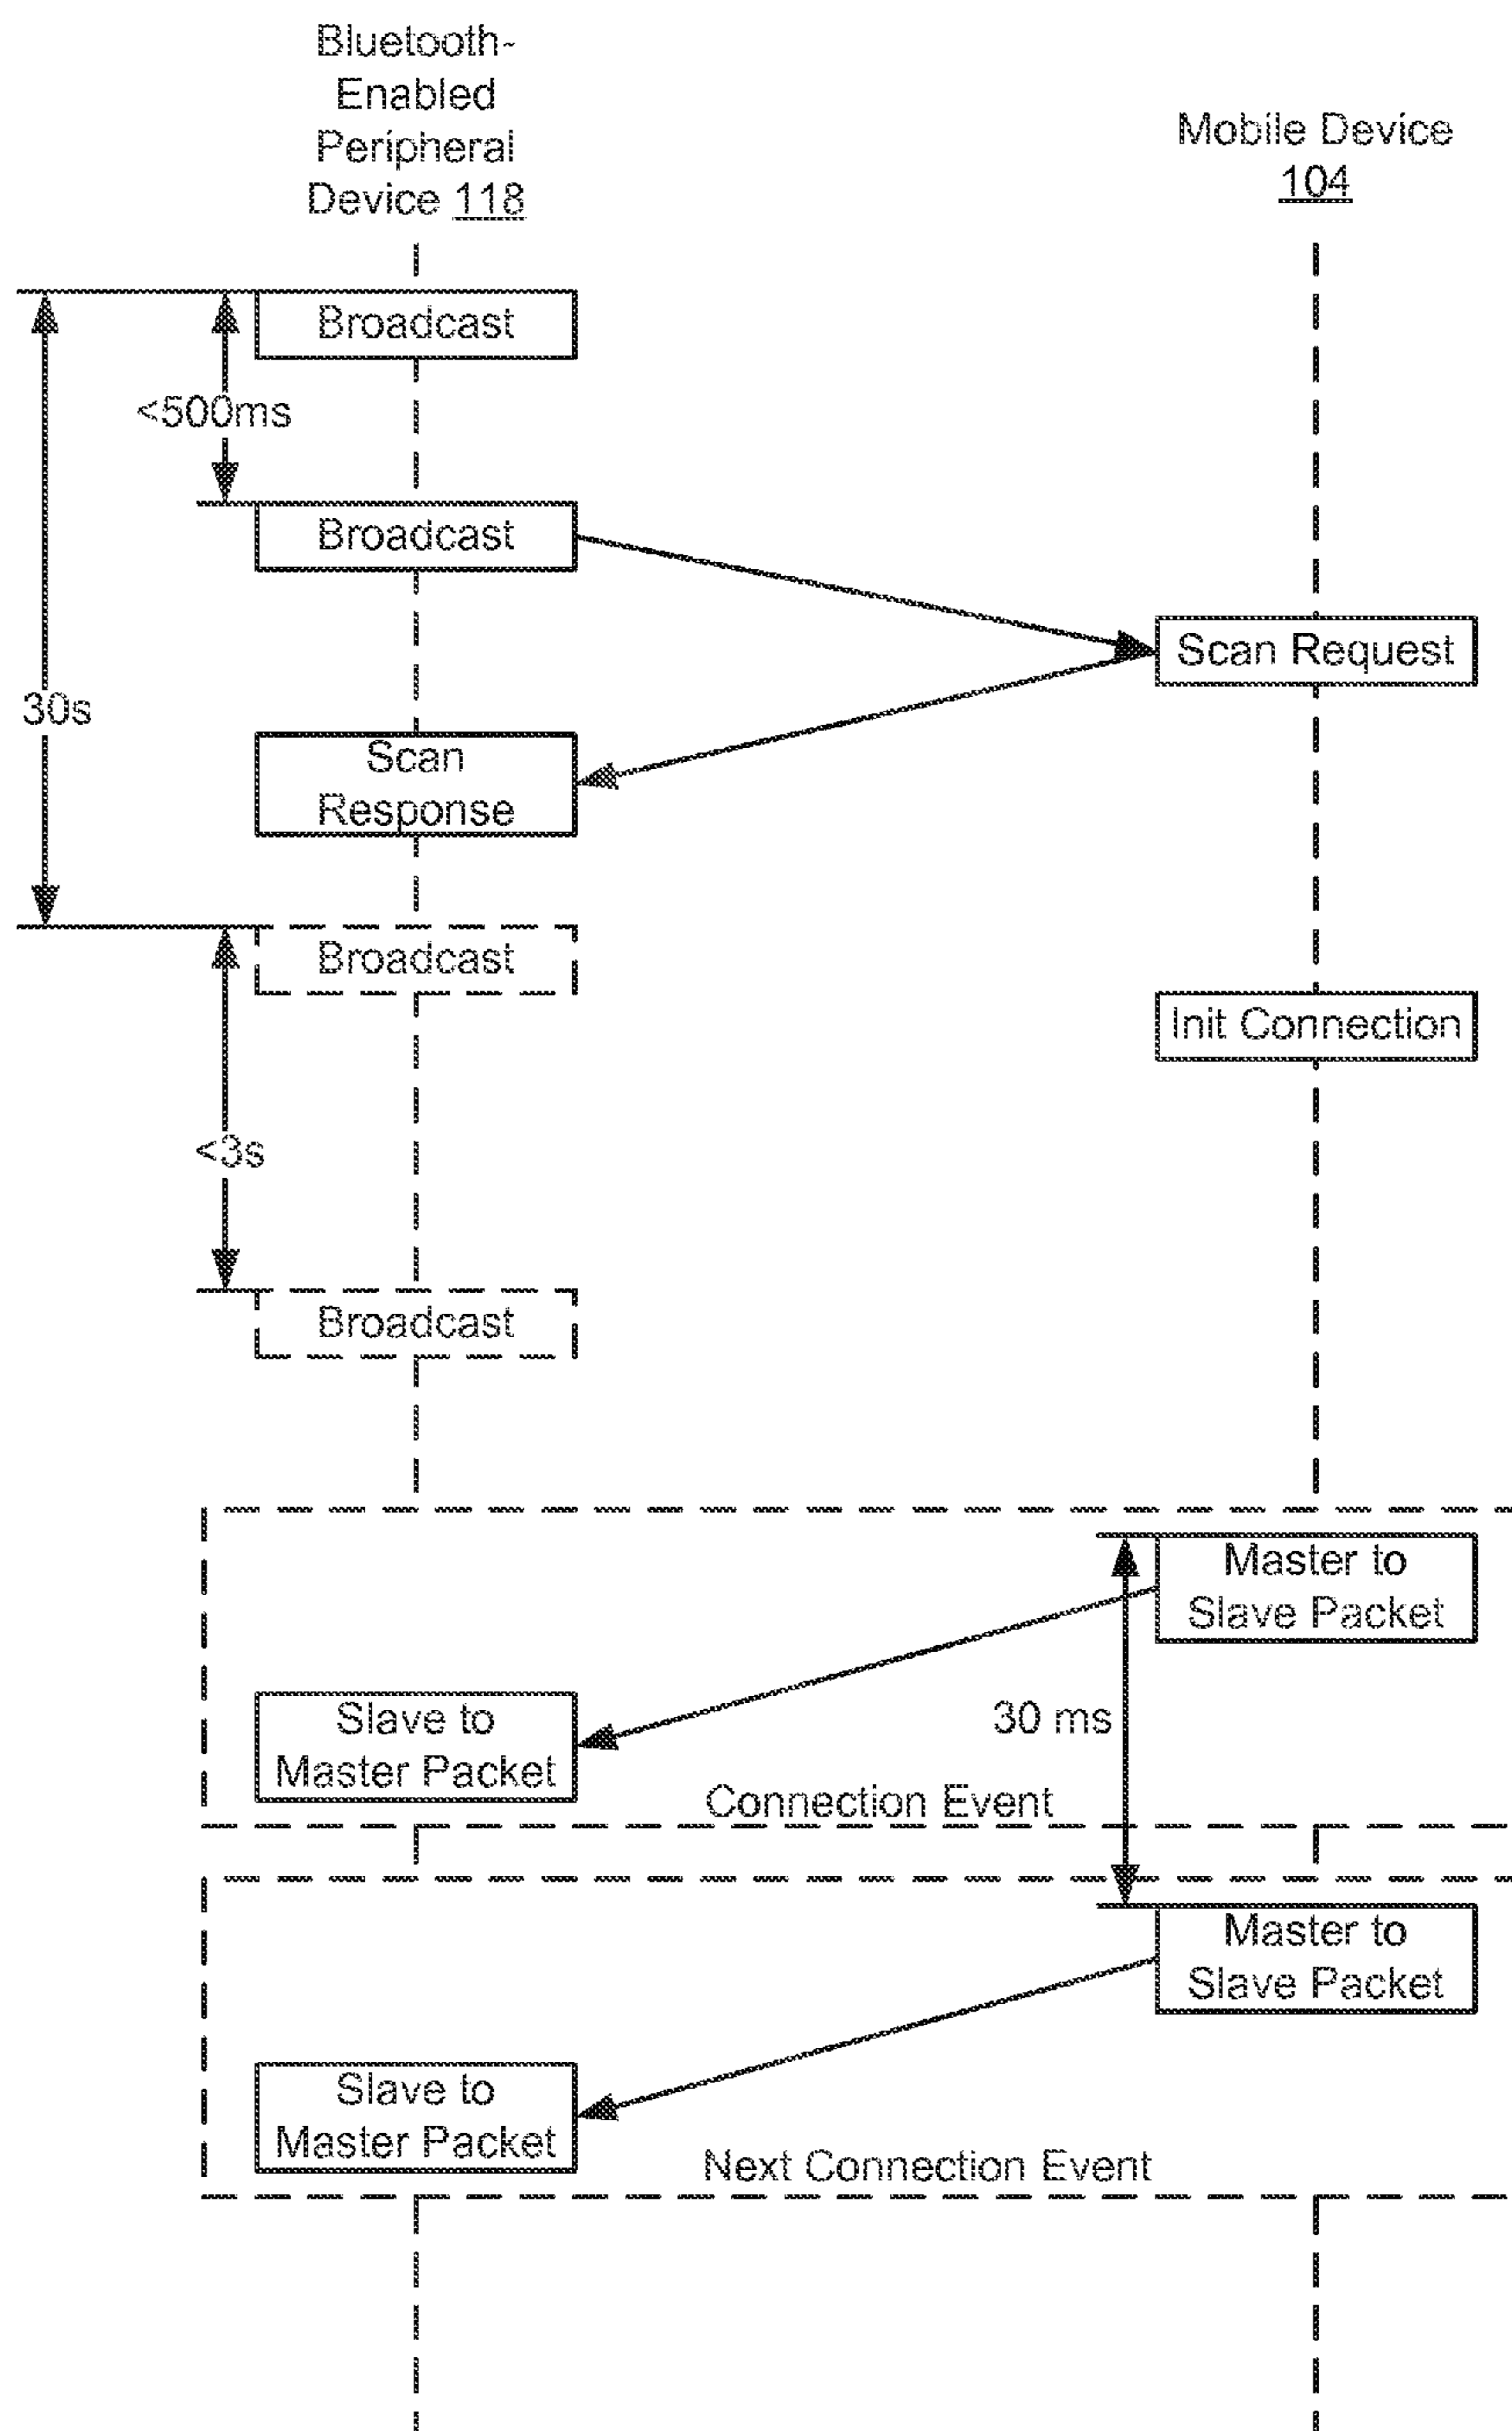 Bluetooth-
Enabled
Peripheral
Device 118
Mobile Device
104
Broadcast
<500ms
Broadcast
Scan Request
30s
Scan
Response
Broadcast
Init Connection
<3s
Broadcast
Master to
Slave Packet
Slave to
Master Packet
30 ms
Connection Event
Master to
Slave Packet
Slave to
Master Packet
Next Connection Event